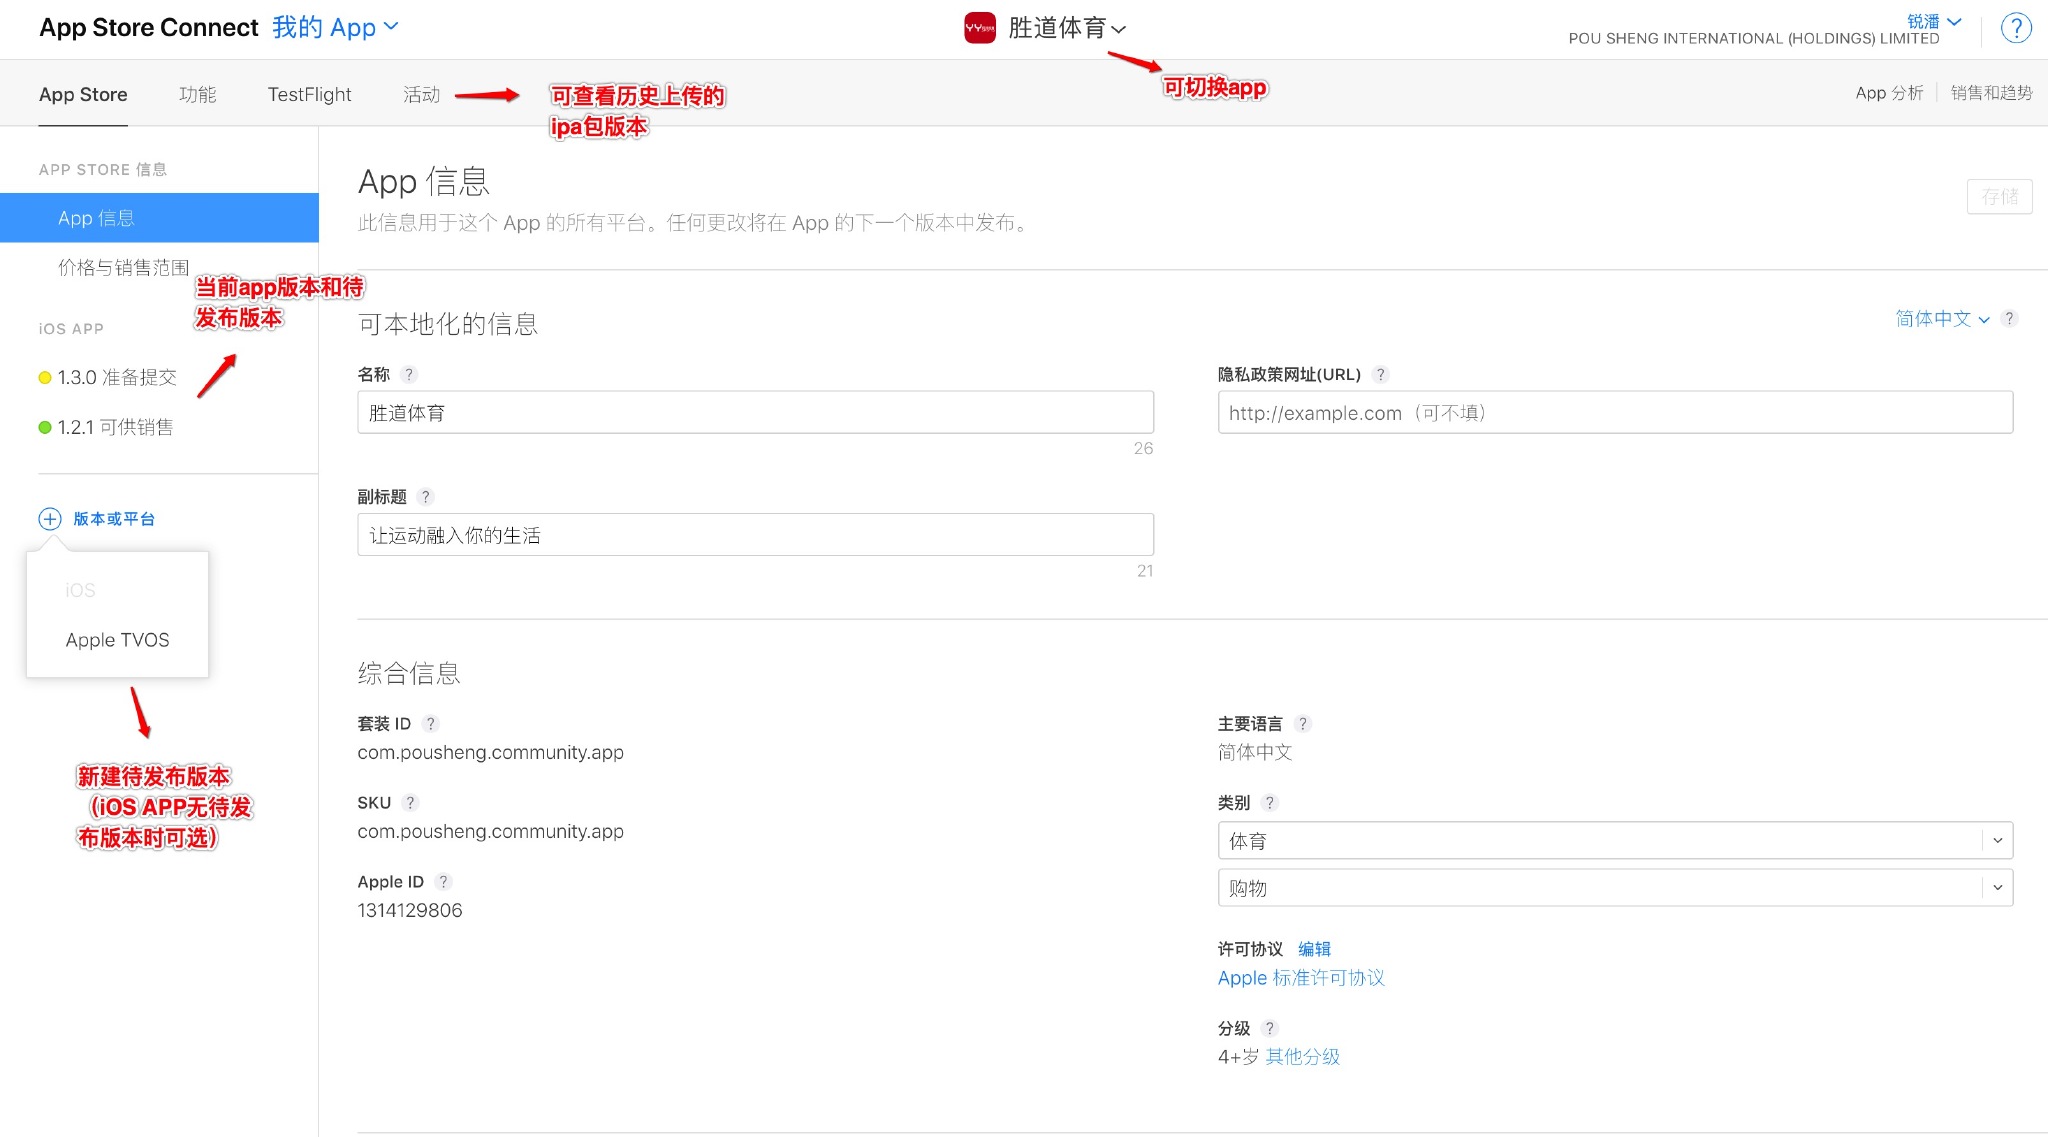 App Store Connect 我的 App
胜道体育
锐潘
POU SHENG INTERNATIONAL (HOLDINGS) LIMITED
?
可切换app
App Store 功能 TestFlight 活动
可查看历史上传的
ipa包版本
App 分析 销售和趋势
APP STORE 信息
App 信息
价格与销售范围
当前app版本和待
发布版本
iOS APP
1.3.0 准备提交
1.2.1 可供销售
版本或平台
iOS
Apple TVOS
新建待发布版本
（iOS APP无待发
布版本时可选）
App 信息
存储
此信息用于这个 App 的所有平台。任何更改将在 App 的下一个版本中发布。
可本地化的信息
简体中文 ?
名称 ?
胜道体育
26
隐私政策网址(URL) ?
http://example.com（可不填）
副标题 ?
让运动融入你的生活
21
综合信息
套装 ID ?
com.pousheng.community.app
SKU ?
com.pousheng.community.app
Apple ID ?
1314129806
主要语言 ?
简体中文
类别 ?
体育
购物
许可协议 编辑
Apple 标准许可协议
分级 ?
4+岁 其他分级